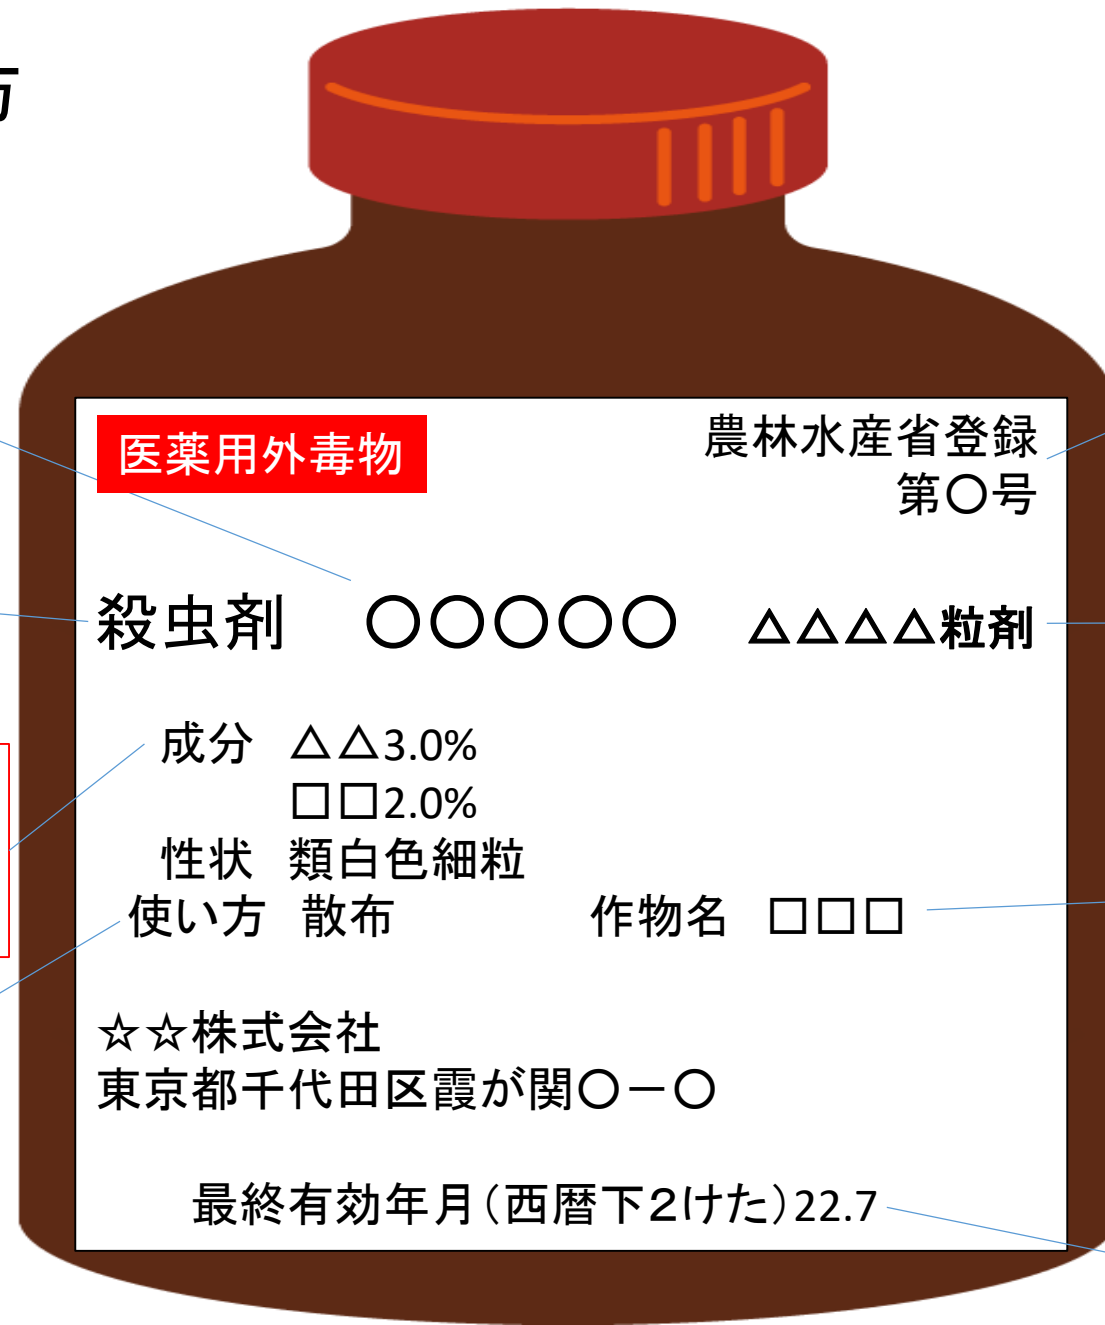 医薬用外毒物
農林水産省登録
第〇号
殺虫剤 〇〇〇〇〇 △△△△粒剤
成分 △△3.0%
□□2.0%
性状 類白色細粒
使い方 散布 作物名 □□□
☆☆株式会社
東京都千代田区霞が関〇－〇
最終有効年月（西暦下２けた）22.7